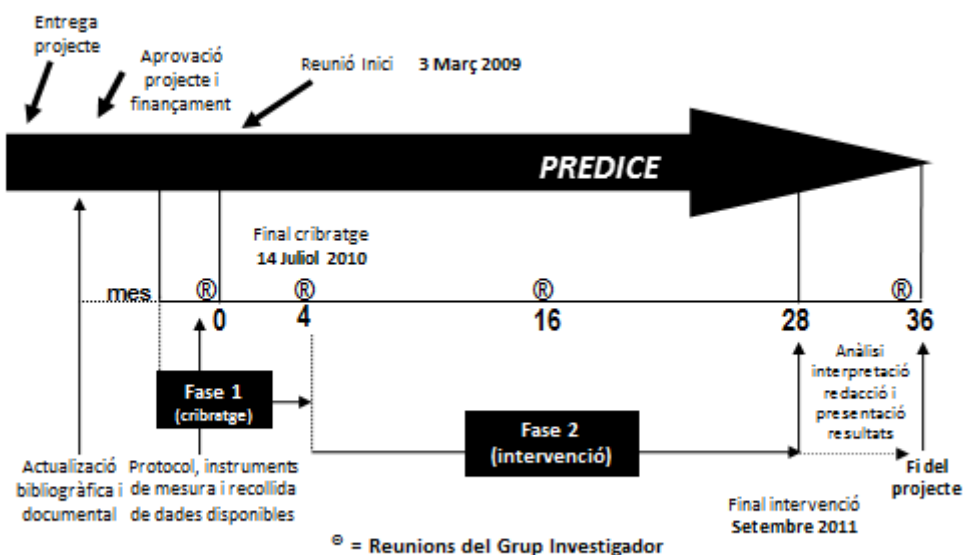 Entrega
projecte
Aprovació
projecte i
finançament
Reunió Inici 3 Març 2009
PREDICE
Final cribratge
14 Juliol 2010
mes ® ® ® ®
0 4 16 28 36
Fase 1
(cribratge)
Fase 2
(intervenció)
Anàlisi
interpretació
redacció i
presentació
resultats
Actualització
bibliogràfica i
documental
Protocol, instruments
de mesura i recollida
de dades disponibles
Final intervenció
Setembre 2011
Fi del
projecte
® = Reunions del Grup Investigador